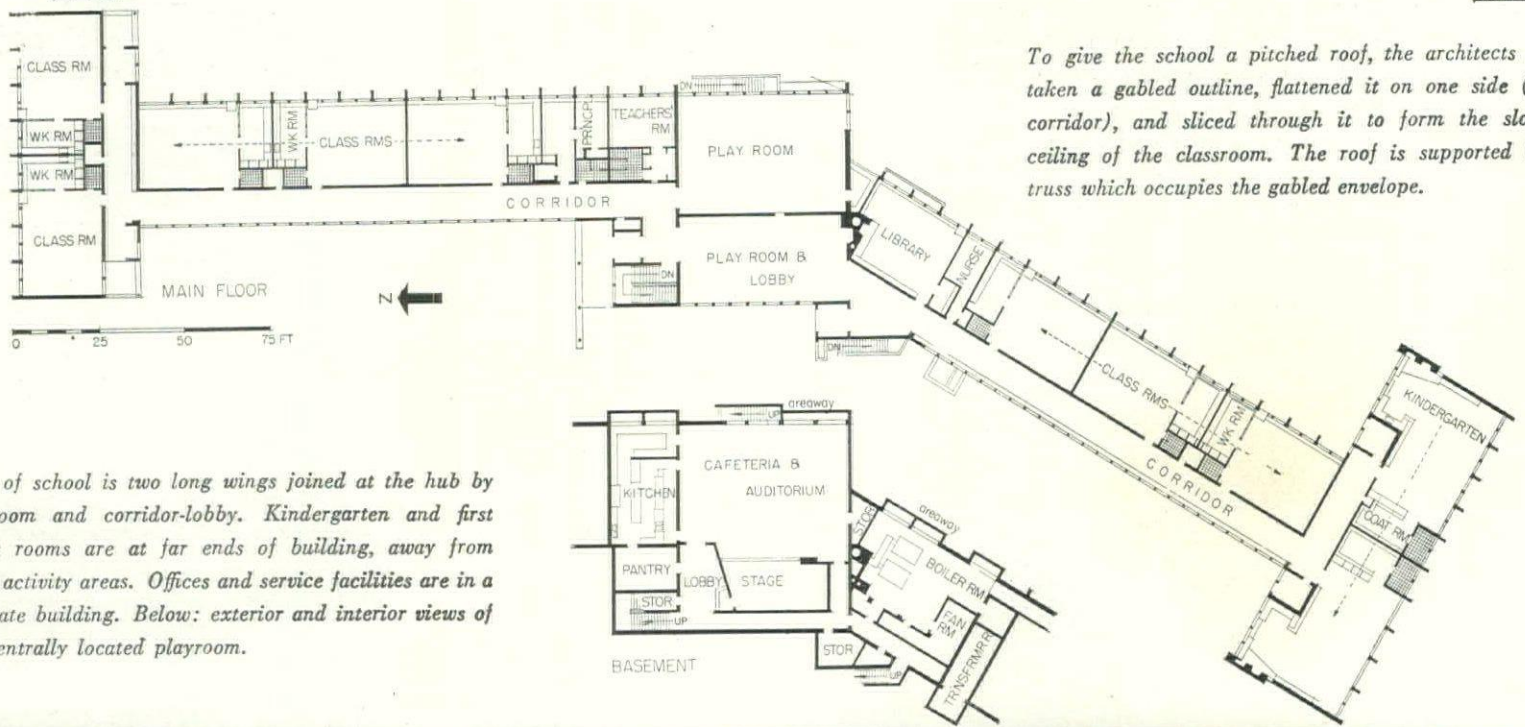 To give the school a pitched roof, the architects
taken a gabled outline, flattened it on one side (
corridor), and sliced through it to form the slo
ceiling of the classroom. The roof is supported
truss which occupies the gabled envelope.
CLASS RM
WK RM
WK RM
CLASS RM
CLASS RMS
WK RM
PRNCPL
TEACHERS'
RM
DN
PLAY ROOM
CORRIDOR
PLAY ROOM &
LOBBY
DN
LIBRARY
NURSE
DN
CLASS RMS
WK RM
CORRIDOR
KINDERGARTEN
COAT RM
MAIN FLOOR
N
0 25 50 75 FT
of school is two long wings joined at the hub by
oom and corridor-lobby. Kindergarten and first
rooms are at far ends of building, away from
activity areas. Offices and service facilities are in a
ate building. Below: exterior and interior views of
entrally located playroom.
UP
areaway
CAFETERIA &
AUDITORIUM
KITCHEN
PANTRY
STOR
UP
LOBBY
STAGE
STOR
areaway
BOILER RM
FAN
RM
TRNSFRMR R
STOR
UP
BASEMENT